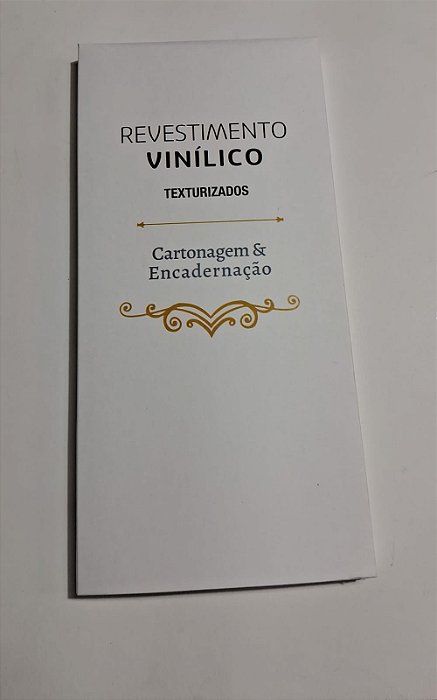 REVESTIMENTO
VINÍLICO
TEXTURIZADOS
Cartonagem &
Encadernação